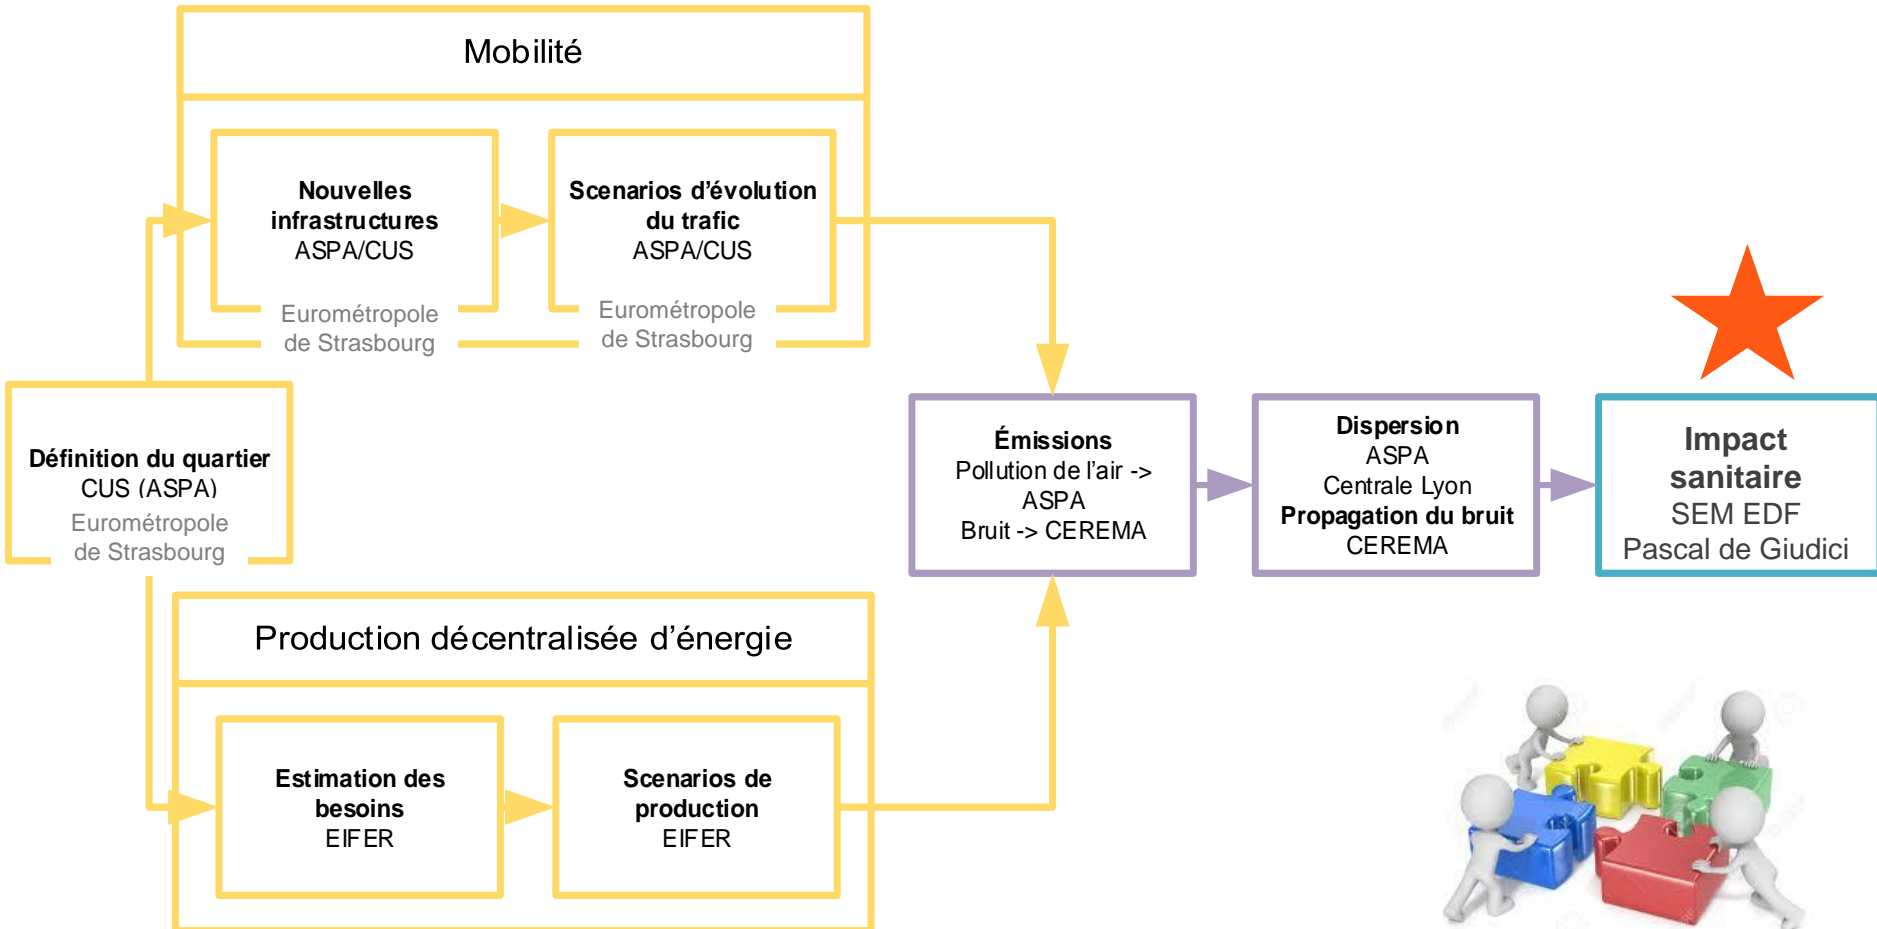 Mobilité
Nouvelles
infrastructures
ASPA/CUS
Eurométropole
de Strasbourg
Scenarios d'évolution
du trafic
ASPA/CUS
Eurométropole
de Strasbourg
Définition du quartier
CUS (ASPA)
Eurométropole
de Strasbourg
Production décentralisée d’énergie
Estimation des
besoins
EIFER
Scenarios de
production
EIFER
Émissions
Pollution de l’air ->
ASPA
Bruit -> CEREMA
Dispersion
ASPA
Centrale Lyon
Propagation du bruit
CEREMA
Impact
sanitaire
SEM EDF
Pascal de Giudici